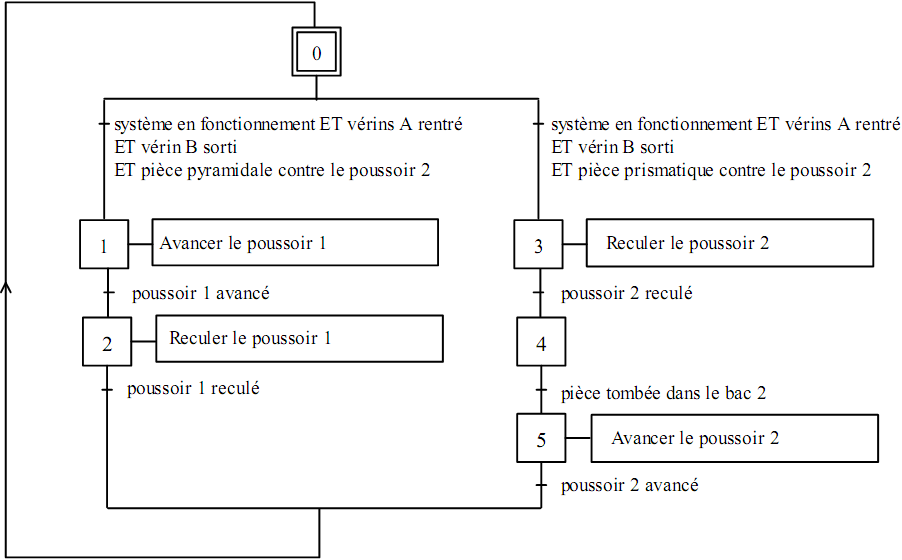 0
système en fonctionnement ET vérins A rentré
ET vérin B sorti
ET pièce pyramidale contre le poussoir 2
système en fonctionnement ET vérins A rentré
ET vérin B sorti
ET pièce prismatique contre le poussoir 2
1
Avancer le poussoir 1
3
Reculer le poussoir 2
poussoir 1 avancé
poussoir 2 reculé
2
Reculer le poussoir 1
4
poussoir 1 reculé
pièce tombée dans le bac 2
5
Avancer le poussoir 2
poussoir 2 avancé